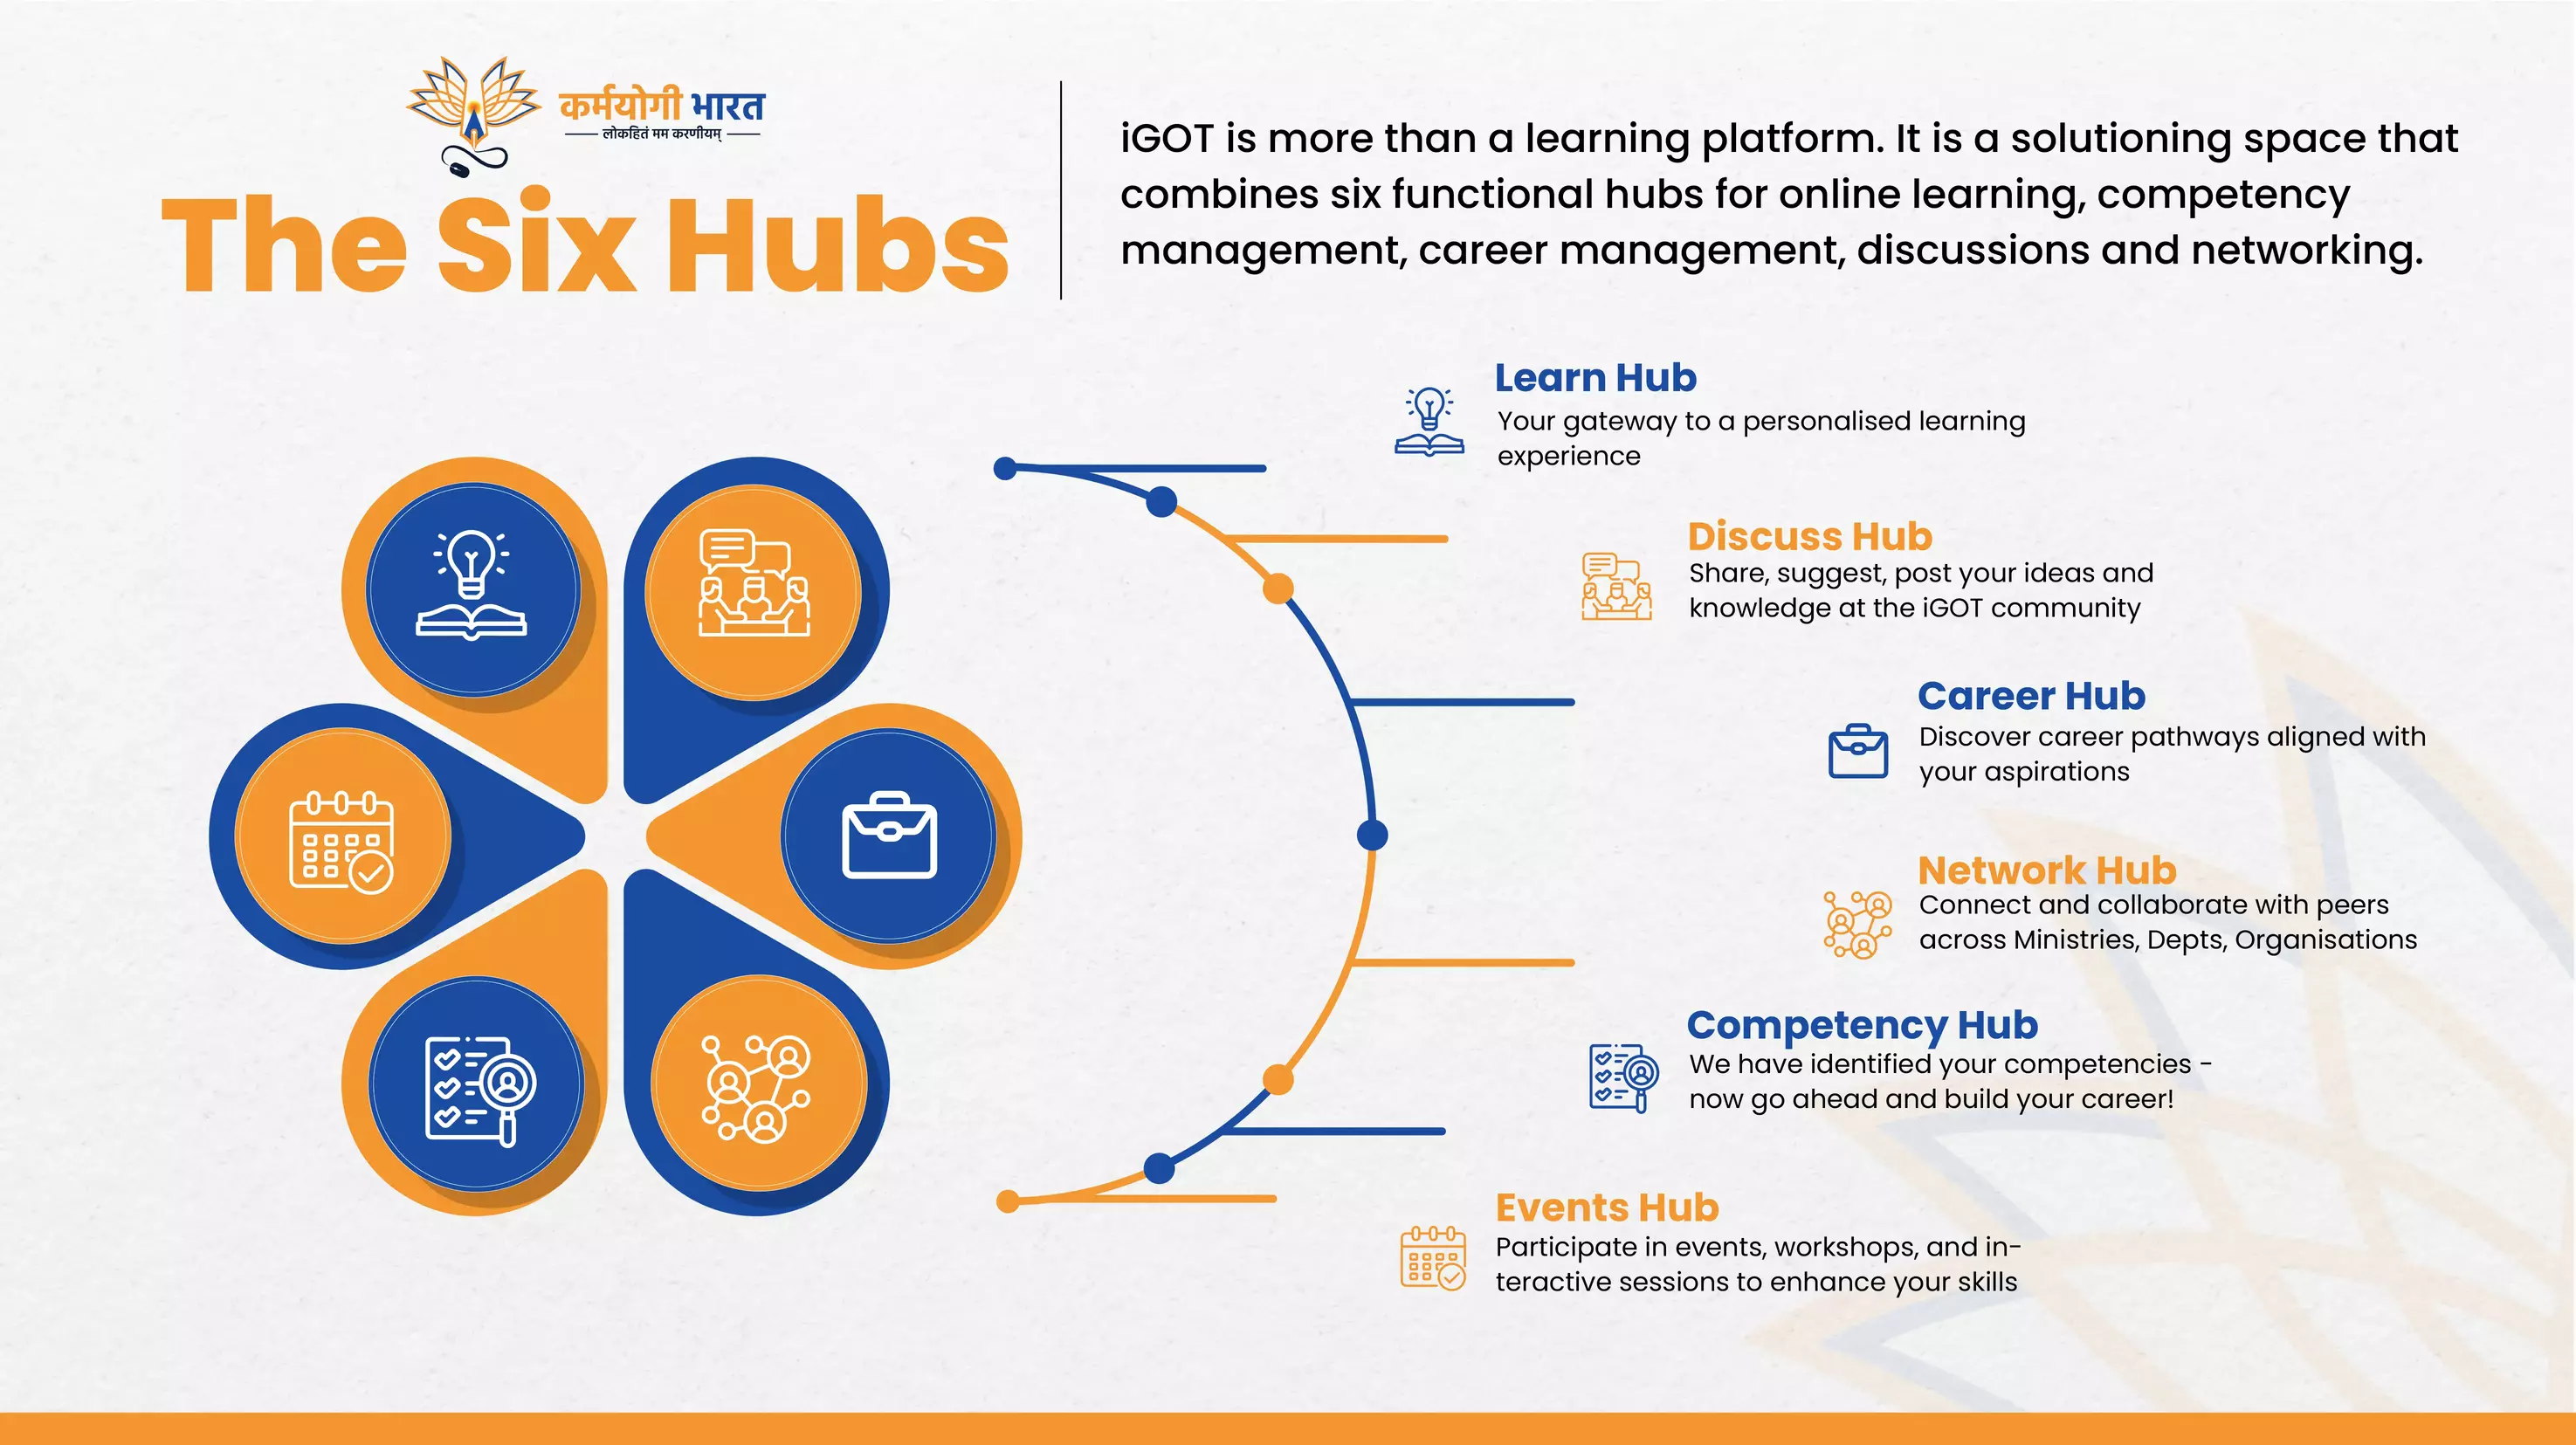 कर्मयोगी भारत
लोकहितं मम करणीयम्
The Six Hubs
iGOT is more than a learning platform. It is a solutioning space that
combines six functional hubs for online learning, competency
management, career management, discussions and networking.
Learn Hub
Your gateway to a personalised learning
experience
Discuss Hub
Share, suggest, post your ideas and
knowledge at the iGOT community
Career Hub
Discover career pathways aligned with
your aspirations
Network Hub
Connect and collaborate with peers
across Ministries, Depts, Organisations
Competency Hub
We have identified your competencies -
now go ahead and build your career!
Events Hub
Participate in events, workshops, and in-
teractive sessions to enhance your skills